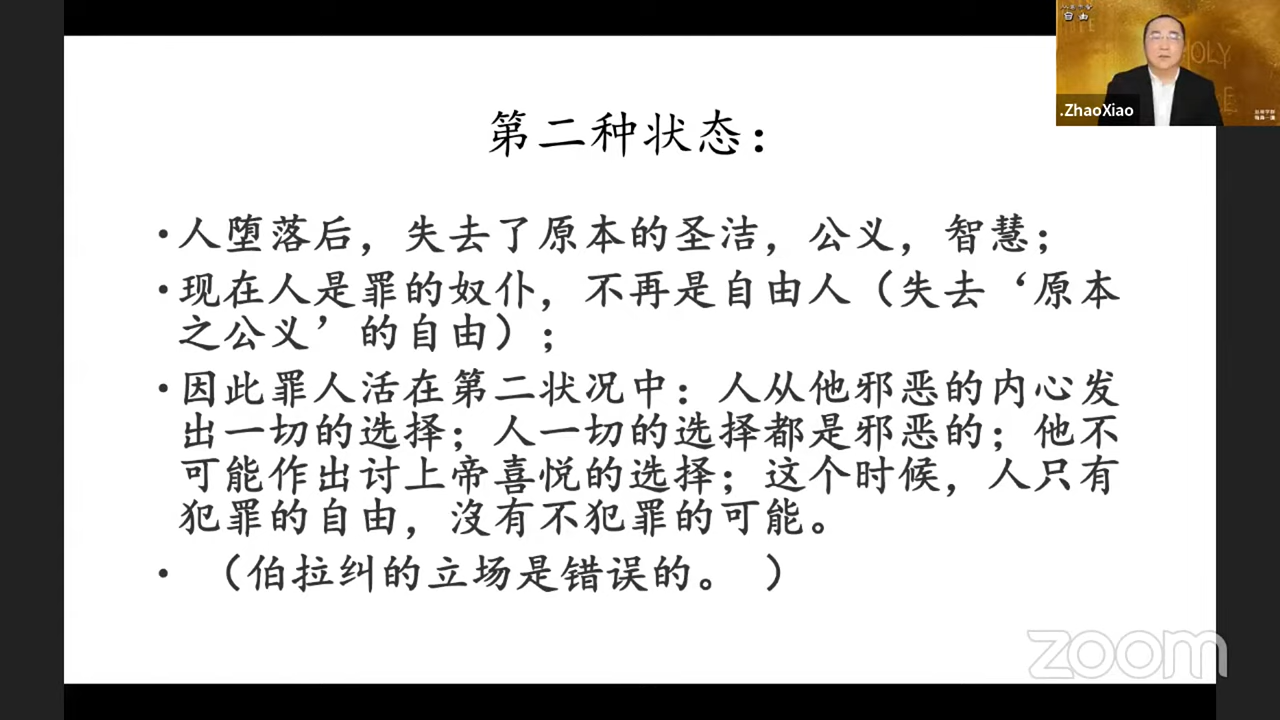 自由
OLY
.ZhaoXiao
第二种状态：
•人堕落后，失去了原本的圣洁，公义，智慧；
•现在人是罪的奴仆，不再是自由人（失去‘原本
之公义’的自由）；
•因此罪人活在第二状况中：人从他邪恶的内心发
出一切的选择；人一切的选择都是邪恶的；他不
可能作出讨上帝喜悦的选择；这个时候，人只有
犯罪的自由，沒有不犯罪的可能。
•（伯拉纠的立场是错误的。 ）
zoom